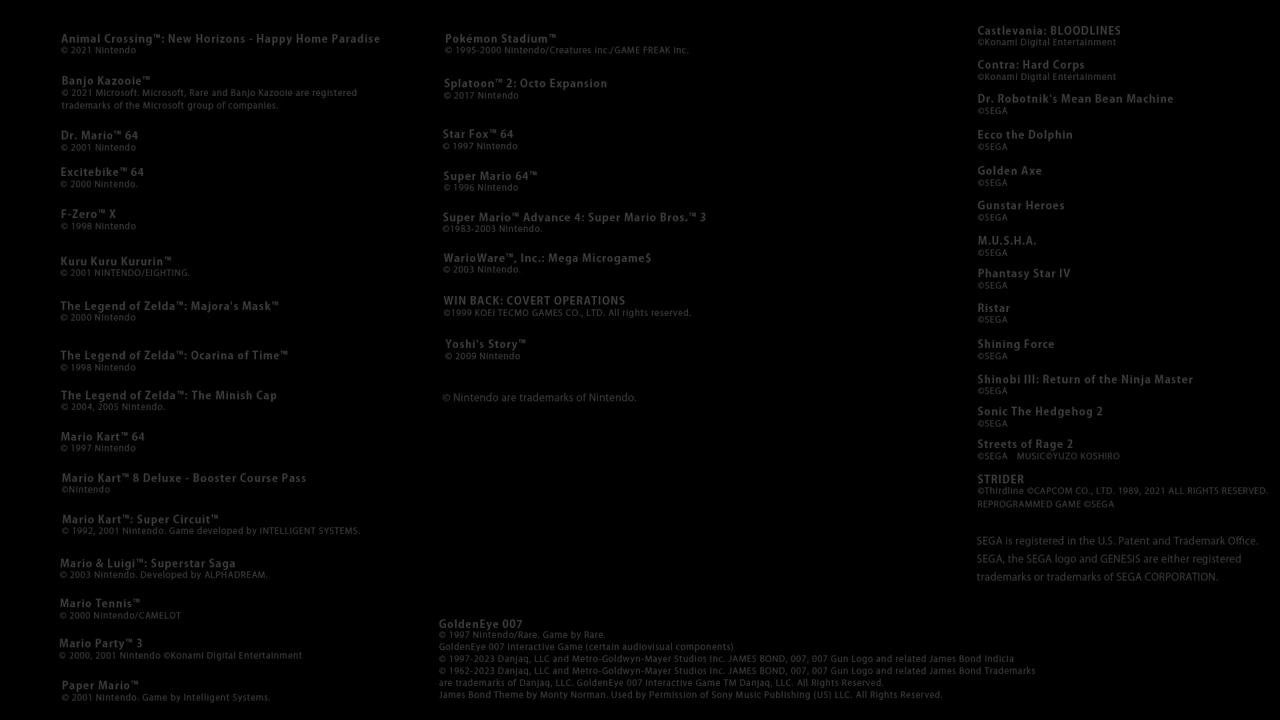 Animal Crossing™: New Horizons - Happy Home Paradise
© 2021 Nintendo
Banjo Kazooie™
© 2021 Microsoft. Microsoft, Rare and Banjo Kazooie are registered
trademarks of the Microsoft group of companies.
Dr. Mario™ 64
© 2001 Nintendo
Excitebike™ 64
© 2000 Nintendo.
F-Zero™ X
© 1998 Nintendo
Kuru Kuru Kururin™
© 2001 NINTENDO/EIGHTING.
The Legend of Zelda™: Majora's Mask™
© 2000 Nintendo
The Legend of Zelda™: Ocarina of Time™
© 1998 Nintendo
The Legend of Zelda™: The Minish Cap
© 2004, 2005 Nintendo.
Mario Kart™ 64
© 1997 Nintendo
Mario Kart™ 8 Deluxe - Booster Course Pass
©Nintendo
Mario Kart™: Super Circuit™
© 1992, 2001 Nintendo. Game developed by INTELLIGENT SYSTEMS.
Mario & Luigi™: Superstar Saga
© 2003 Nintendo. Developed by ALPHADREAM.
Mario Tennis™
© 2000 Nintendo/CAMELOT
Mario Party™ 3
© 2000, 2001 Nintendo ©Konami Digital Entertainment
Paper Mario™
© 2001 Nintendo. Game by Intelligent Systems.
Pokémon Stadium™
© 1995-2000 Nintendo/Creatures inc./GAME FREAK inc.
Splatoon™ 2: Octo Expansion
© 2017 Nintendo
Star Fox™ 64
© 1997 Nintendo
Super Mario 64™
© 1996 Nintendo
Super Mario™ Advance 4: Super Mario Bros.™ 3
©1983-2003 Nintendo.
WarioWare™, Inc.: Mega Microgame$
© 2003 Nintendo.
WIN BACK: COVERT OPERATIONS
©1999 KOEI TECMO GAMES CO., LTD. All rights reserved.
Yoshi's Story™
© 2009 Nintendo
© Nintendo are trademarks of Nintendo.
GoldenEye 007
© 1997 Nintendo/Rare. Game by Rare.
GoldenEye 007 Interactive Game (certain audiovisual components)
© 1997-2023 Danjaq, LLC and Metro-Goldwyn-Mayer Studios Inc. JAMES BOND, 007, 007 Gun Logo and related James Bond Indicia
© 1962-2023 Danjaq, LLC and Metro-Goldwyn-Mayer Studios Inc. JAMES BOND, 007, 007 Gun Logo and related James Bond Trademarks
are trademarks of Danjaq, LLC. GoldenEye 007 Interactive Game TM Danjaq, LLC. All Rights Reserved.
James Bond Theme by Monty Norman. Used by Permission of Sony Music Publishing (US) LLC. All Rights Reserved.
Castlevania: BLOODLINES
©Konami Digital Entertainment
Contra: Hard Corps
©Konami Digital Entertainment
Dr. Robotnik's Mean Bean Machine
©SEGA
Ecco the Dolphin
©SEGA
Golden Axe
©SEGA
Gunstar Heroes
©SEGA
M.U.S.H.A.
©SEGA
Phantasy Star IV
©SEGA
Ristar
©SEGA
Shining Force
©SEGA
Shinobi III: Return of the Ninja Master
©SEGA
Sonic The Hedgehog 2
©SEGA
Streets of Rage 2
©SEGA MUSIC©YUZO KOSHIRO
STRIDER
©Thirdline ©CAPCOM CO., LTD. 1989, 2021 ALL RIGHTS RESERVED.
REPROGRAMMED GAME ©SEGA
SEGA is registered in the U.S. Patent and Trademark Office.
SEGA, the SEGA logo and GENESIS are either registered
trademarks or trademarks of SEGA CORPORATION.